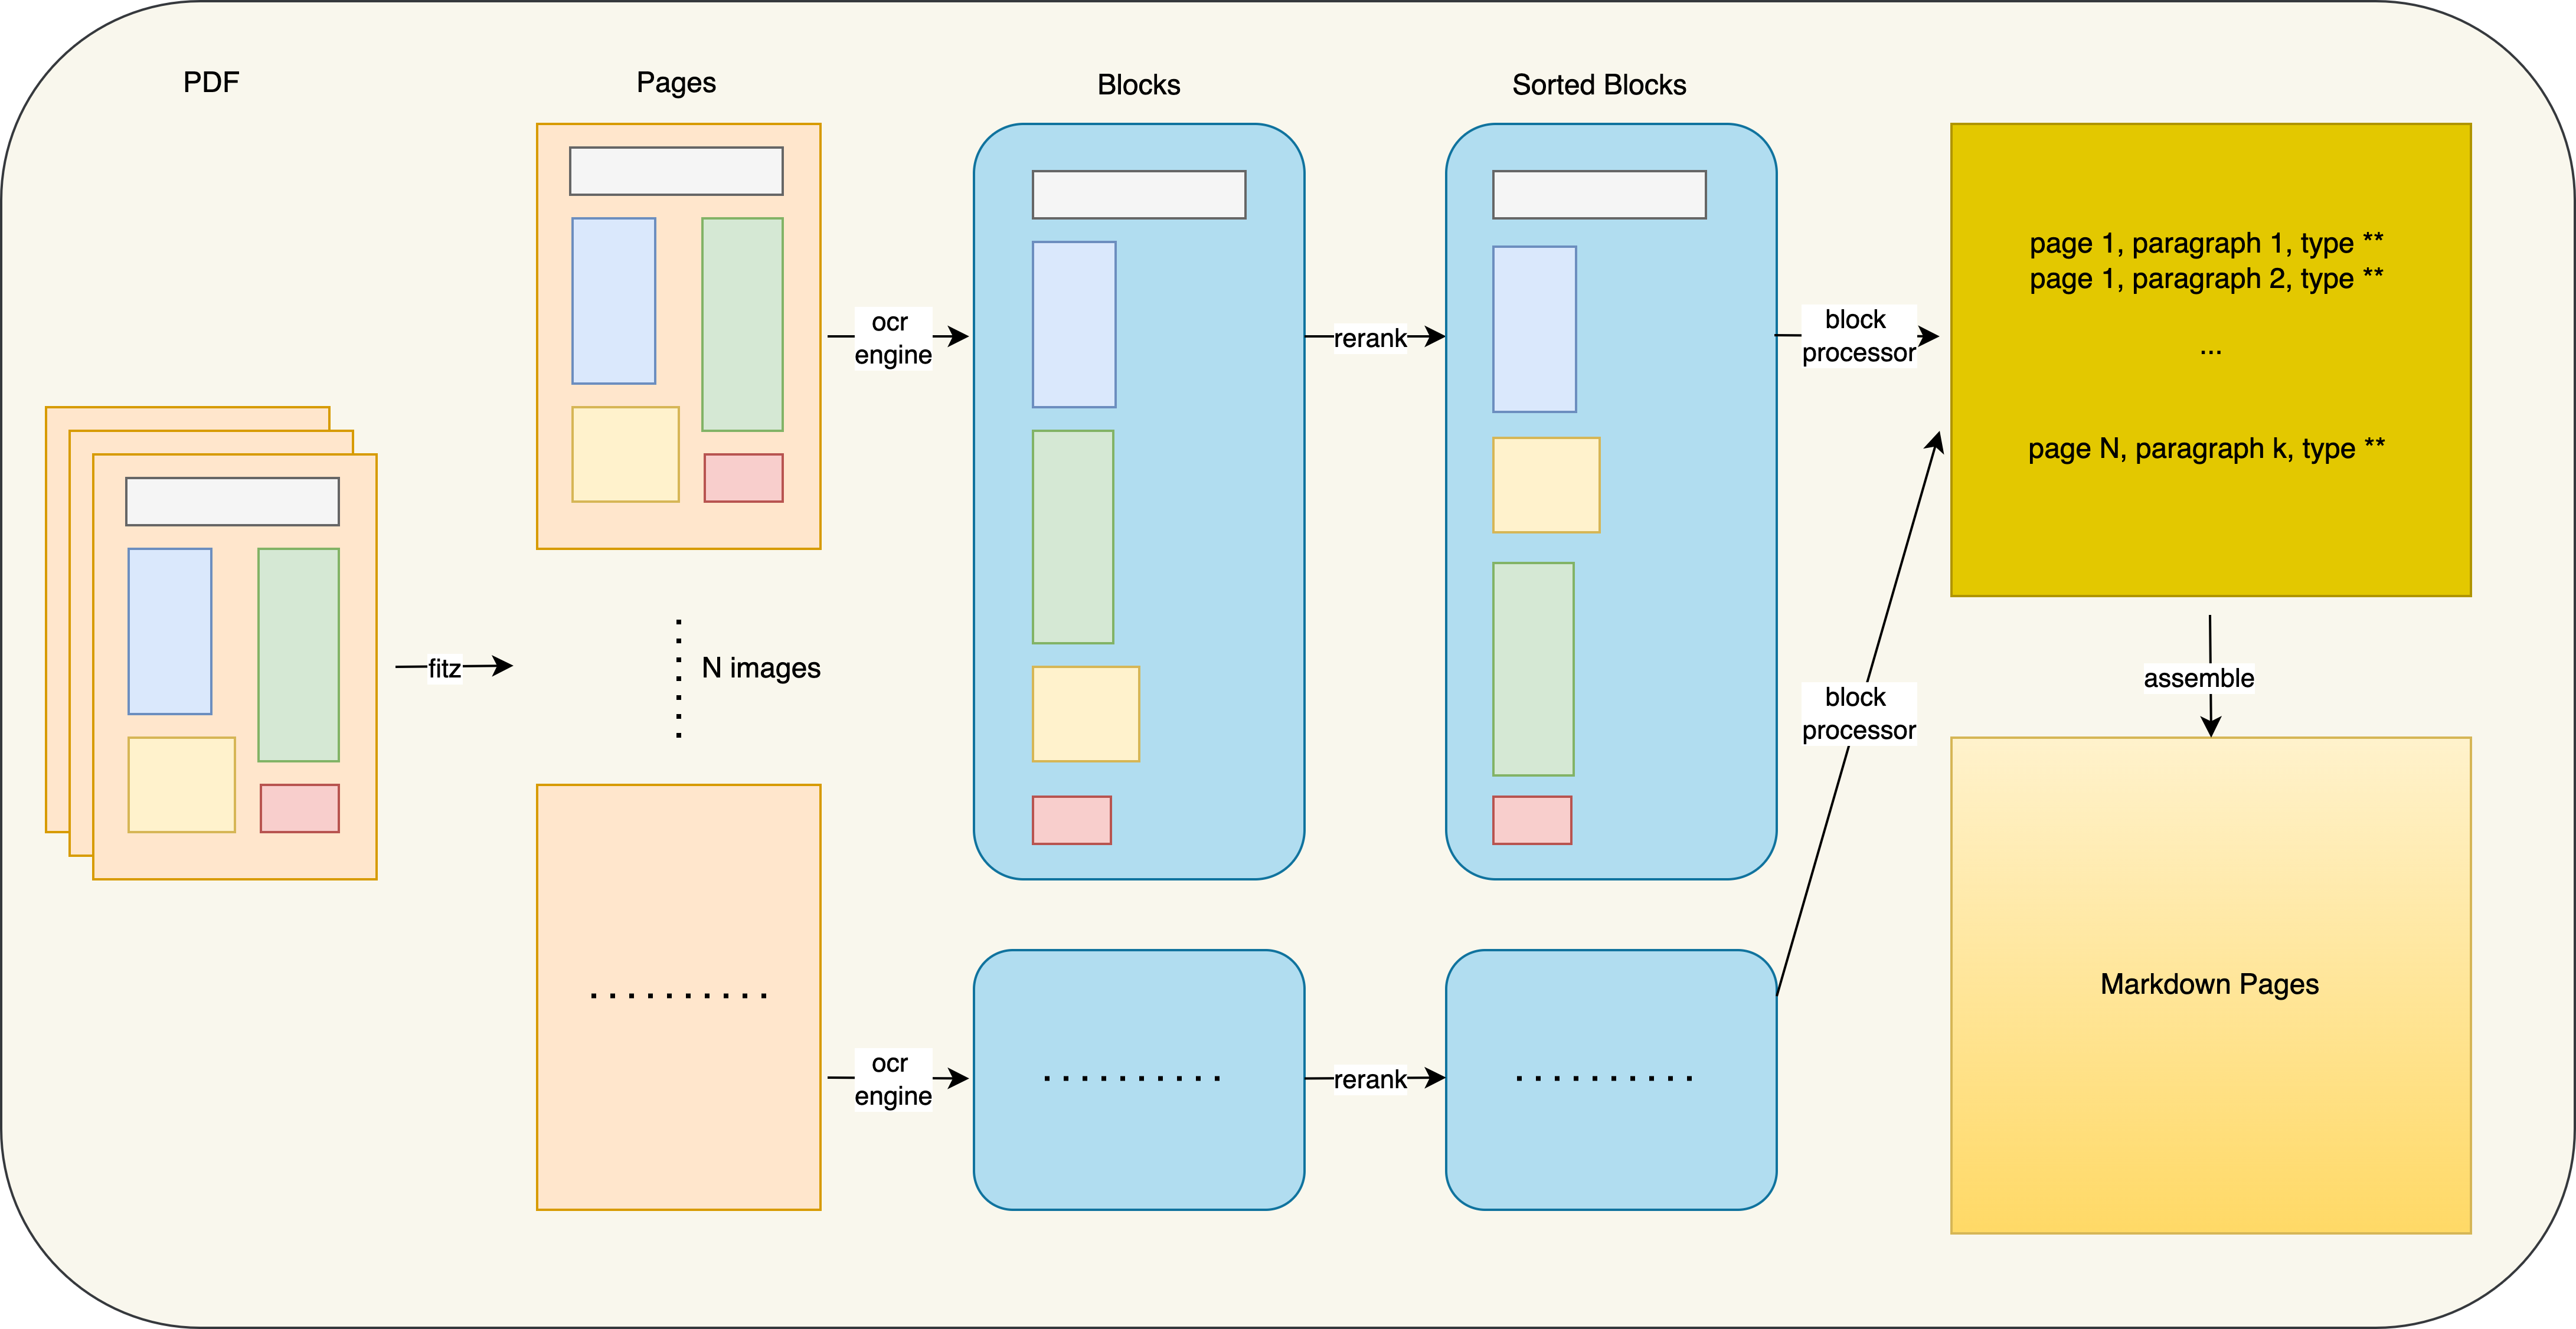 PDF
Pages
Blocks
Sorted Blocks
fitz
N images
ocr
engine
rerank
block
processor
page 1, paragraph 1, type **
page 1, paragraph 2, type **
...
page N, paragraph k, type **
ocr
engine
rerank
block
processor
assemble
Markdown Pages